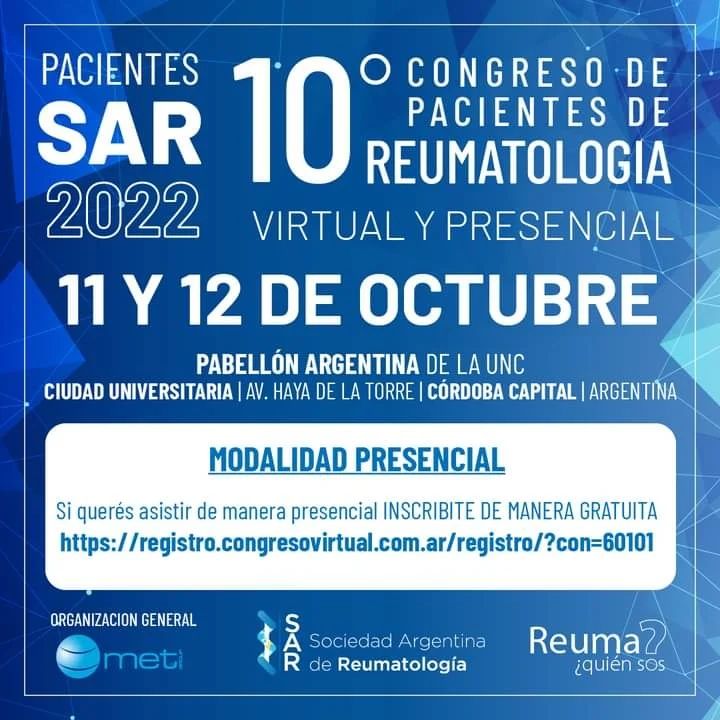 PACIENTES
SAR
2022
10° CONGRESO DE
PACIENTES DE
REUMATOLOGIA
VIRTUAL Y PRESENCIAL
11 Y 12 DE OCTUBRE
PABELLÓN ARGENTINA DE LA UNC
CIUDAD UNIVERSITARIA | AV. HAYA DE LA TORRE | CÓRDOBA CAPITAL | ARGENTINA
MODALIDAD PRESENCIAL
Si querés asistir de manera presencial INSCRIBITE DE MANERA GRATUITA
https://registro.congresovirtual.com.ar/registro/?con=60101
ORGANIZACION GENERAL
met
SAR
Sociedad Argentina
de Reumatología
Reuma?
¿quién sos